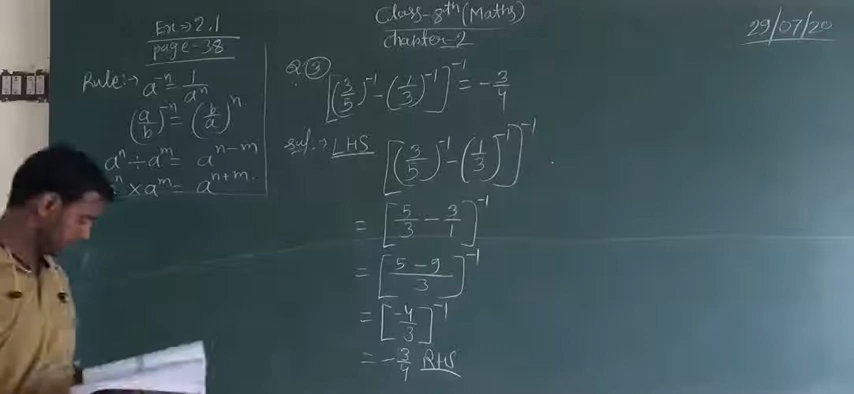 Class-8th (Maths)
chapter-2
29/07/20
Ex⇒2.1
page-38
Rule:→ a⁻ⁿ = 1/aⁿ
(a/b)⁻ⁿ = (b/a)ⁿ
aⁿ ÷ aᵐ = aⁿ⁻ᵐ
ⁿ × aᵐ = aⁿ⁺ᵐ
Q. ③ [(3/5)⁻¹ - (1/3)⁻¹]⁻¹ = -3/4
sol:→ LHS [(3/5)⁻¹ - (1/3)⁻¹]⁻¹
= [5/3 - 3/1]⁻¹
= [(5-9)/3]⁻¹
= [-4/3]⁻¹
= -3/4 RHS